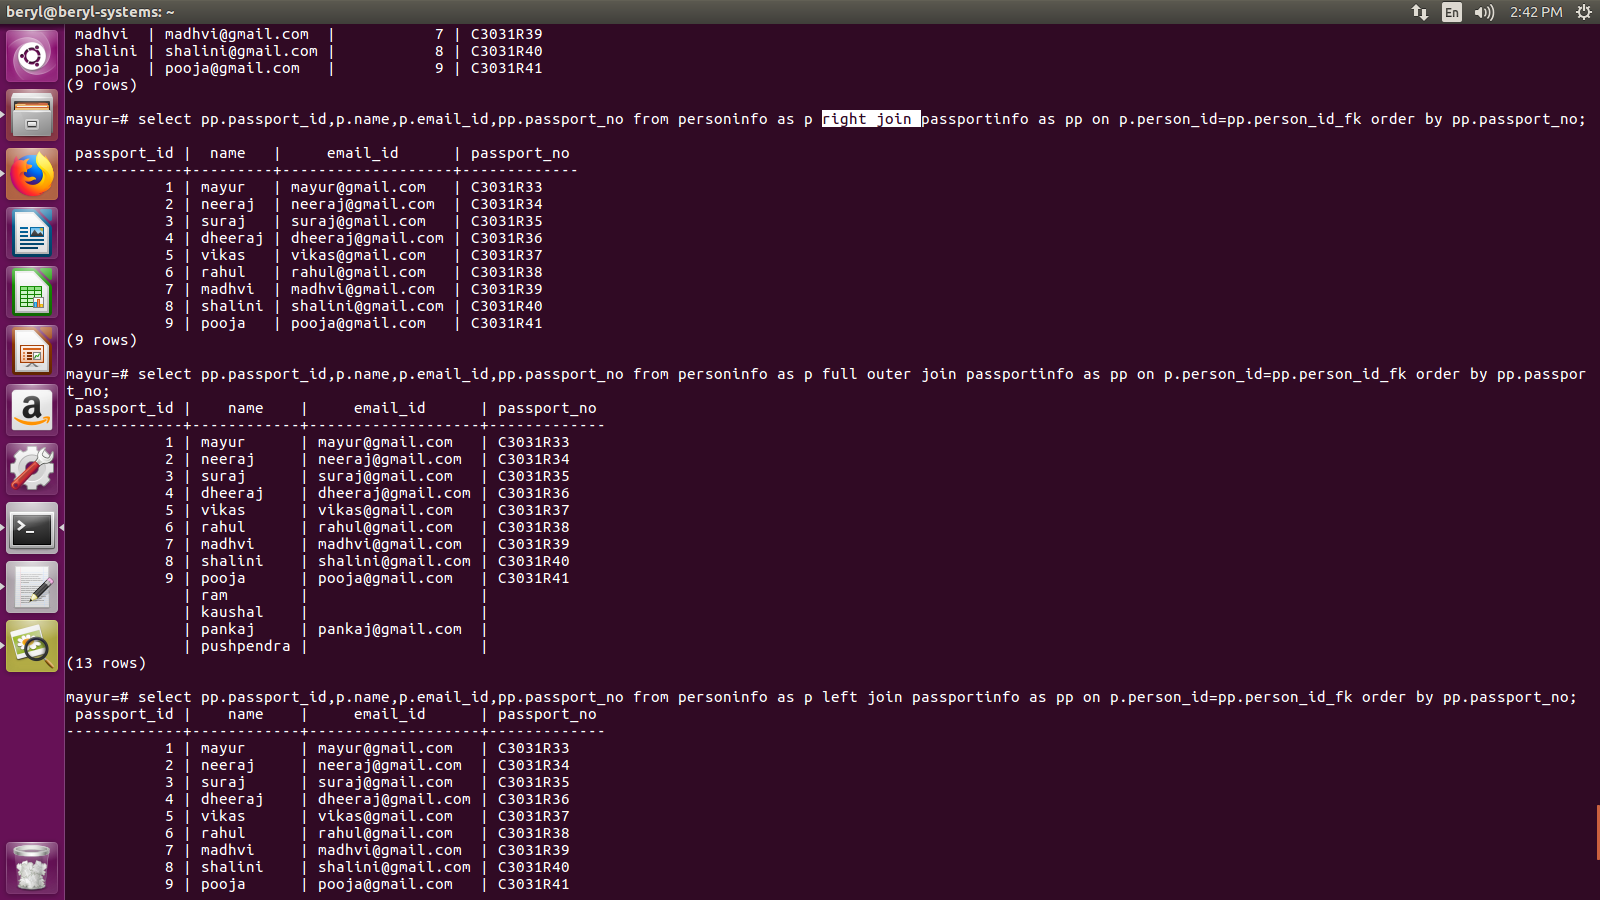 beryl@beryl-systems: ~ En 2:42 PM
madhvi | madhvi@gmail.com | 7 | C3031R39
shalini | shalini@gmail.com | 8 | C3031R40
pooja | pooja@gmail.com | 9 | C3031R41
(9 rows)
mayur=# select pp.passport_id,p.name,p.email_id,pp.passport_no from personinfo as p right join passportinfo as pp on p.person_id=pp.person_id_fk order by pp.passport_no;
passport_id | name | email_id | passport_no
-------------+---------+-------------------+-------------
1 | mayur | mayur@gmail.com | C3031R33
2 | neeraj | neeraj@gmail.com | C3031R34
3 | suraj | suraj@gmail.com | C3031R35
4 | dheeraj | dheeraj@gmail.com | C3031R36
5 | vikas | vikas@gmail.com | C3031R37
6 | rahul | rahul@gmail.com | C3031R38
7 | madhvi | madhvi@gmail.com | C3031R39
8 | shalini | shalini@gmail.com | C3031R40
9 | pooja | pooja@gmail.com | C3031R41
(9 rows)
mayur=# select pp.passport_id,p.name,p.email_id,pp.passport_no from personinfo as p full outer join passportinfo as pp on p.person_id=pp.person_id_fk order by pp.passpor
t_no;
passport_id | name | email_id | passport_no
-------------+------------+-------------------+-------------
1 | mayur | mayur@gmail.com | C3031R33
2 | neeraj | neeraj@gmail.com | C3031R34
3 | suraj | suraj@gmail.com | C3031R35
4 | dheeraj | dheeraj@gmail.com | C3031R36
5 | vikas | vikas@gmail.com | C3031R37
6 | rahul | rahul@gmail.com | C3031R38
7 | madhvi | madhvi@gmail.com | C3031R39
8 | shalini | shalini@gmail.com | C3031R40
9 | pooja | pooja@gmail.com | C3031R41
| ram | |
| kaushal | |
| pankaj | pankaj@gmail.com |
| pushpendra | |
(13 rows)
mayur=# select pp.passport_id,p.name,p.email_id,pp.passport_no from personinfo as p left join passportinfo as pp on p.person_id=pp.person_id_fk order by pp.passport_no;
passport_id | name | email_id | passport_no
-------------+------------+-------------------+-------------
1 | mayur | mayur@gmail.com | C3031R33
2 | neeraj | neeraj@gmail.com | C3031R34
3 | suraj | suraj@gmail.com | C3031R35
4 | dheeraj | dheeraj@gmail.com | C3031R36
5 | vikas | vikas@gmail.com | C3031R37
6 | rahul | rahul@gmail.com | C3031R38
7 | madhvi | madhvi@gmail.com | C3031R39
8 | shalini | shalini@gmail.com | C3031R40
9 | pooja | pooja@gmail.com | C3031R41